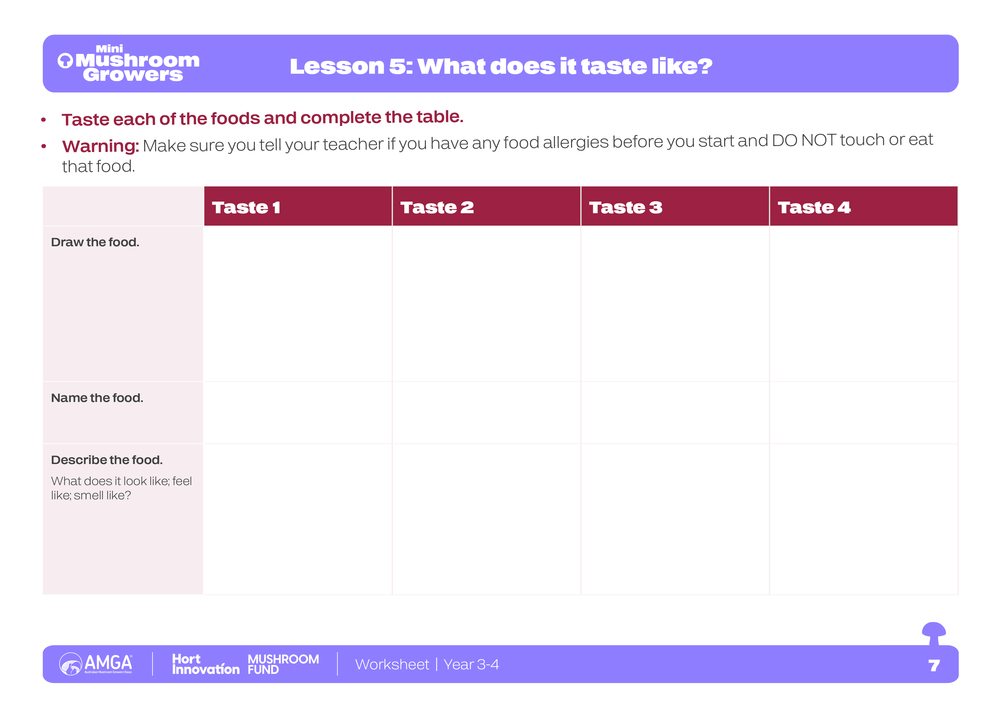 Mini
Mushroom
Growers
Lesson 5: What does it taste like?
• Taste each of the foods and complete the table.
• Warning: Make sure you tell your teacher if you have any food allergies before you start and DO NOT touch or eat
that food.
Taste 1 Taste 2 Taste 3 Taste 4
Draw the food.
Name the food.
Describe the food.
What does it look like; feel
like; smell like?
AMGA®
Australian Mushroom Growers' Assoc
Hort
Innovation
MUSHROOM
FUND
Worksheet | Year 3-4
7